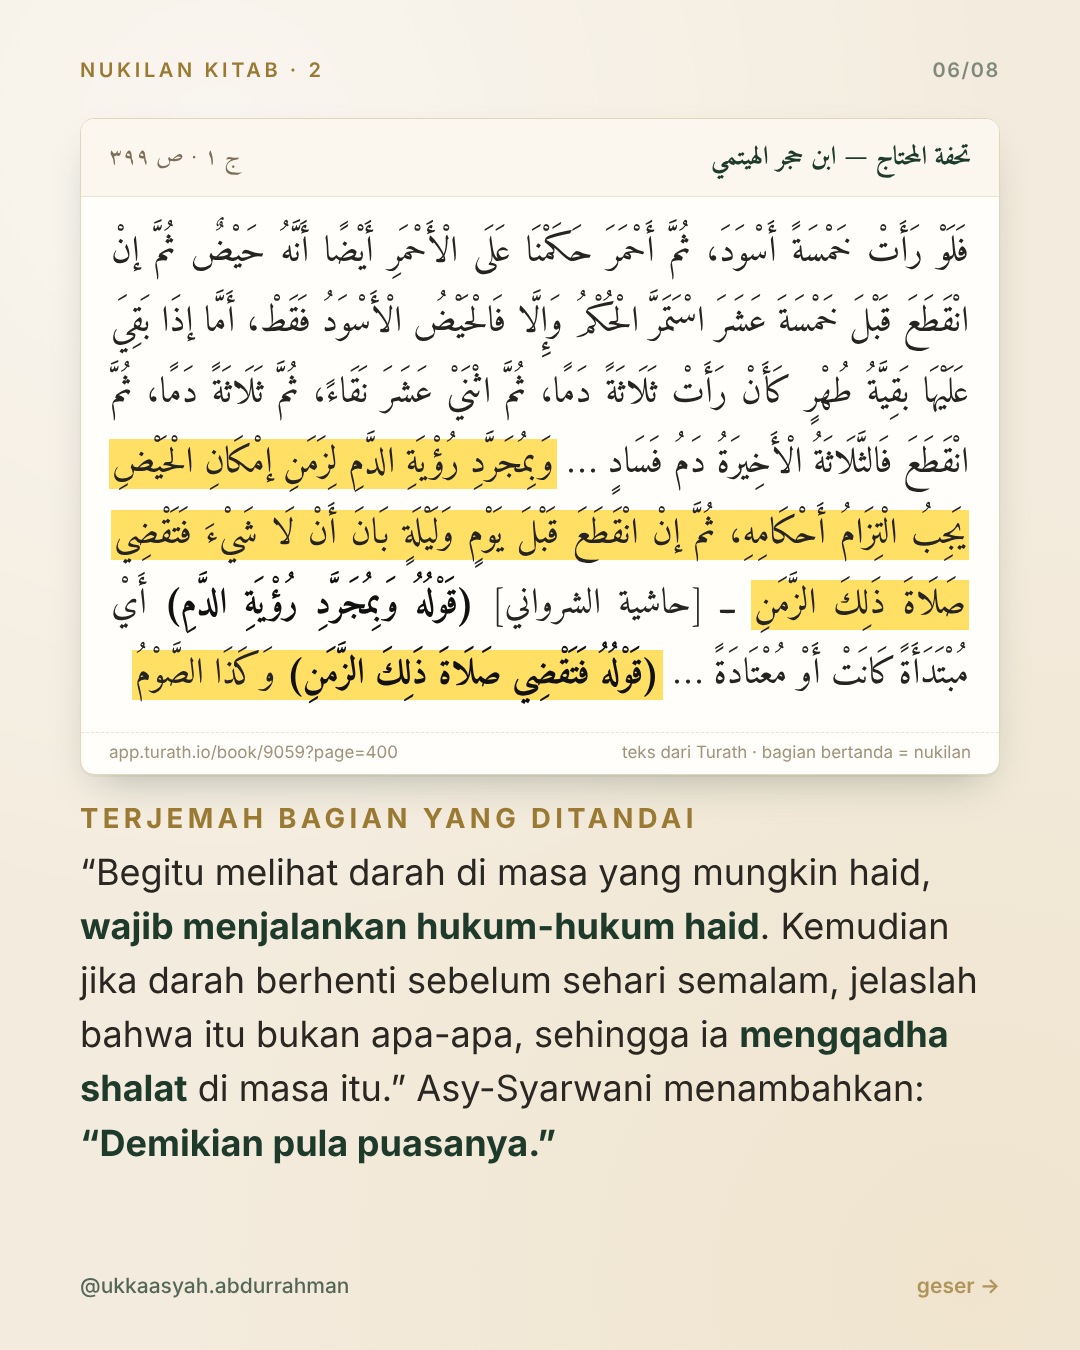 NUKILAN KITAB · 2
06/08
تحفة المحتاج — ابن حجر الهيتمي
ج ١ · ص ٣٩٩
فَلَوْ رَأَتْ خَمْسَةً أَسْوَدَ، ثُمَّ أَحْمَرَ حَكَمْنَا عَلَى الْأَحْمَرِ أَيْضًا أَنَّهُ حَيْضٌ ثُمَّ إنْ
انْقَطَعَ قَبْلَ خَمْسَةَ عَشَرَ اسْتَمَرَّ الْحُكْمُ وَإِلَّا فَالْحَيْضُ الْأَسْوَدُ فَقَطْ، أَمَّا إذَا بَقِيَ
عَلَيْهَا بَقِيَّةُ طُهْرٍ كَأَنْ رَأَتْ ثَلَاثَةً دَمًا، ثُمَّ اثْنَيْ عَشَرَ نَقَاءً، ثُمَّ ثَلَاثَةً دَمًا، ثُمَّ
انْقَطَعَ فَالثَّلَاثَةُ الْأَخِيرَةُ دَمُ فَسَادٍ ... وَبِمُجَرَّدِ رُؤْيَةِ الدَّمِ لِزَمَنِ إمْكَانِ الْحَيْضِ
يَجِبُ الْتِزَامُ أَحْكَامِهِ، ثُمَّ إنْ انْقَطَعَ قَبْلَ يَوْمٍ وَلَيْلَةٍ بَانَ أَنْ لَا شَيْءَ فَتَقْضِي
صَلَاةَ ذَلِكَ الزَّمَنِ ـ [حاشية الشرواني] (قَوْلُهُ وَبِمُجَرَّدِ رُؤْيَةِ الدَّمِ) أَيْ
مُبْتَدَأَةً كَانَتْ أَوْ مُعْتَادَةً ... (قَوْلُهُ فَتَقْضِي صَلَاةَ ذَلِكَ الزَّمَنِ) وَكَذَا الصَّوْمُ
app.turath.io/book/9059?page=400
teks dari Turath · bagian bertanda = nukilan
TERJEMAH BAGIAN YANG DITANDAI
“Begitu melihat darah di masa yang mungkin haid,
wajib menjalankan hukum-hukum haid. Kemudian
jika darah berhenti sebelum sehari semalam, jelaslah
bahwa itu bukan apa-apa, sehingga ia mengqadha
shalat di masa itu.” Asy-Syarwani menambahkan:
“Demikian pula puasanya.”
@ukkaasyah.abdurrahman
geser →